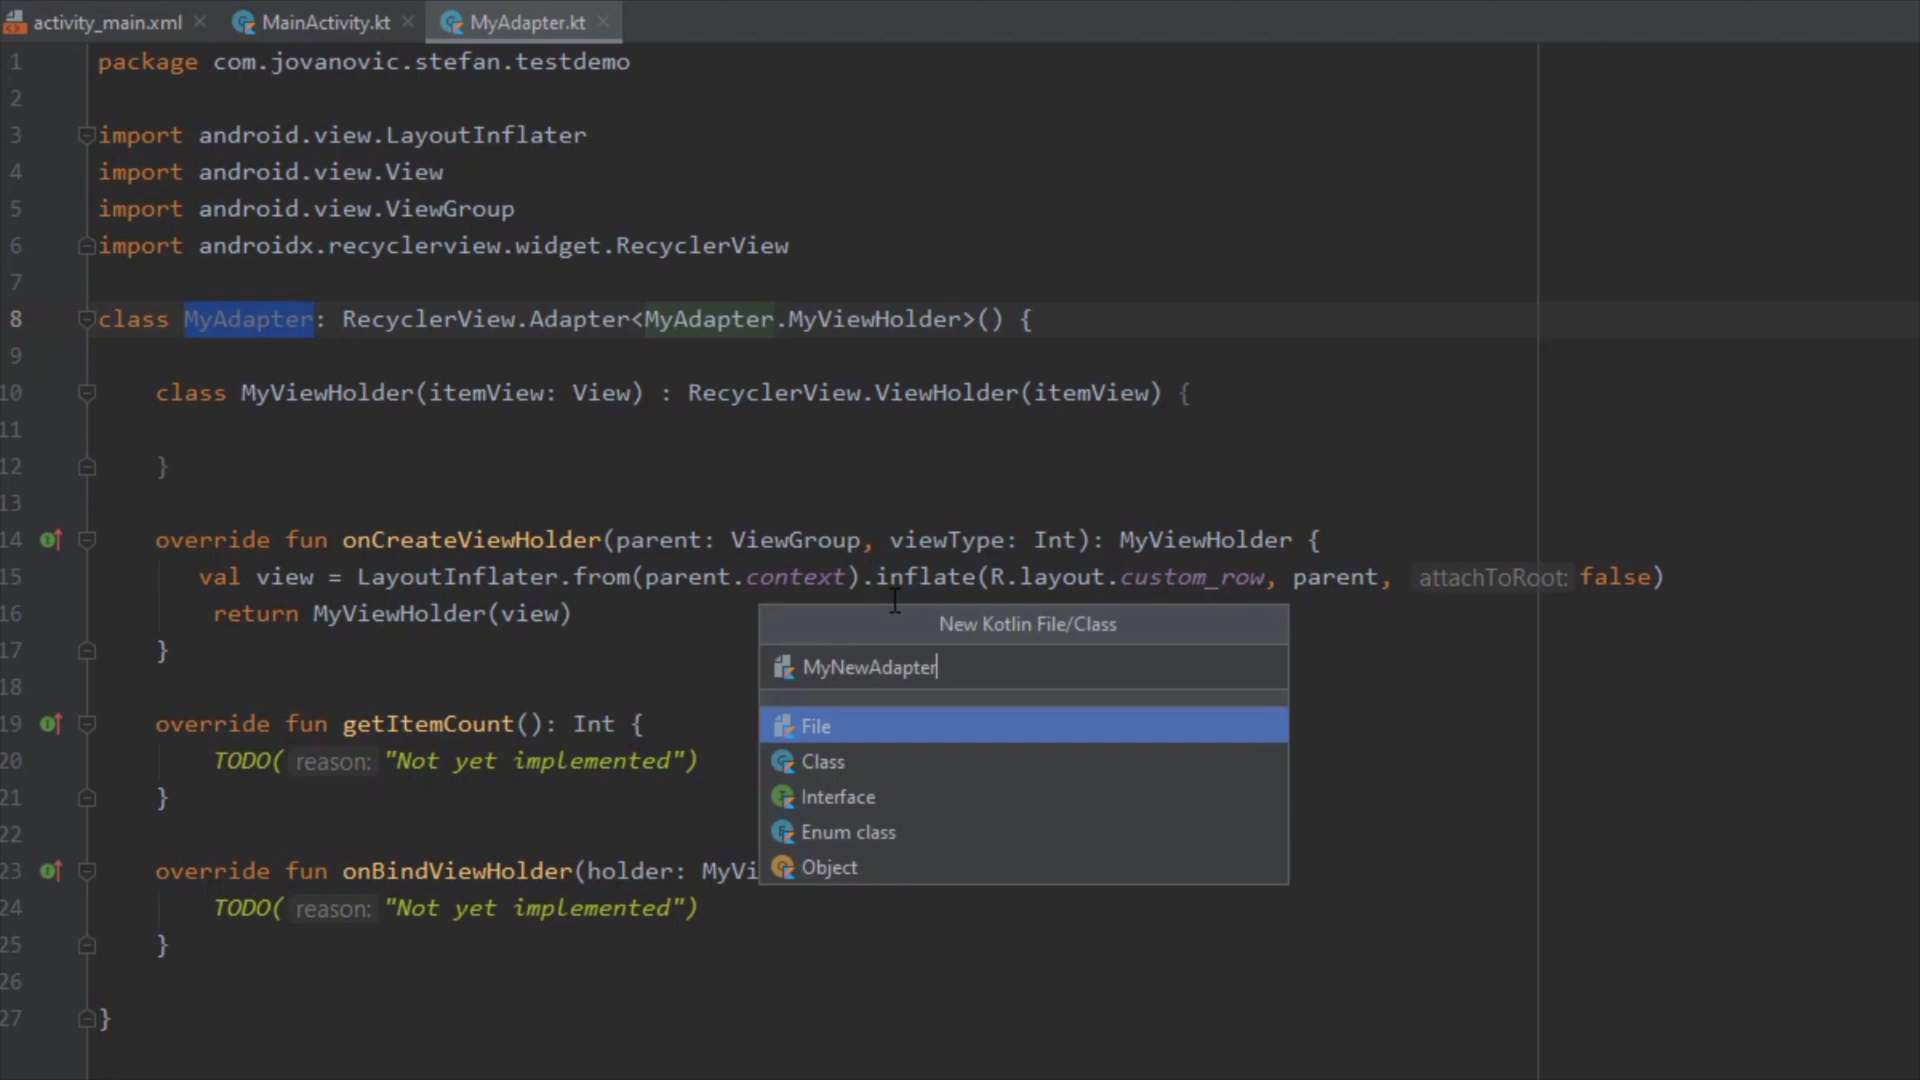 activity_main.xml MainActivity.kt MyAdapter.kt
1 package com.jovanovic.stefan.testdemo
2
3 import android.view.LayoutInflater
4 import android.view.View
5 import android.view.ViewGroup
6 import androidx.recyclerview.widget.RecyclerView
7
8 class MyAdapter: RecyclerView.Adapter<MyAdapter.MyViewHolder>() {
9
10 class MyViewHolder(itemView: View) : RecyclerView.ViewHolder(itemView) {
11
12 }
13
14 override fun onCreateViewHolder(parent: ViewGroup, viewType: Int): MyViewHolder {
15 val view = LayoutInflater.from(parent.context).inflate(R.layout.custom_row, parent, attachToRoot: false)
16 return MyViewHolder(view)
17 }
18
19 override fun getItemCount(): Int {
20 TODO( reason: "Not yet implemented")
21 }
22
23 override fun onBindViewHolder(holder: MyVi
24 TODO( reason: "Not yet implemented")
25 }
26
27 }
New Kotlin File/Class
MyNewAdapter
File
Class
Interface
Enum class
Object